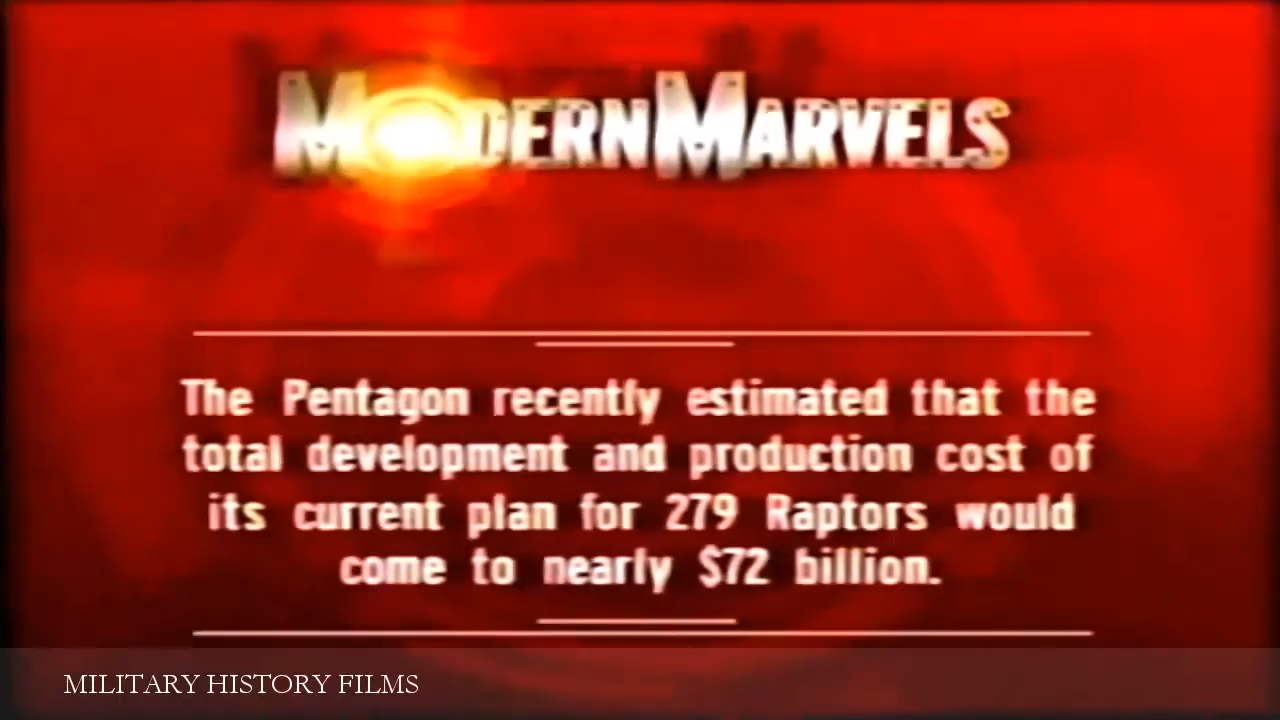 MODERN MARVELS
The Pentagon recently estimated that the
total development and production cost of
its current plan for 279 Raptors would
come to nearly $72 billion.
MILITARY HISTORY FILMS